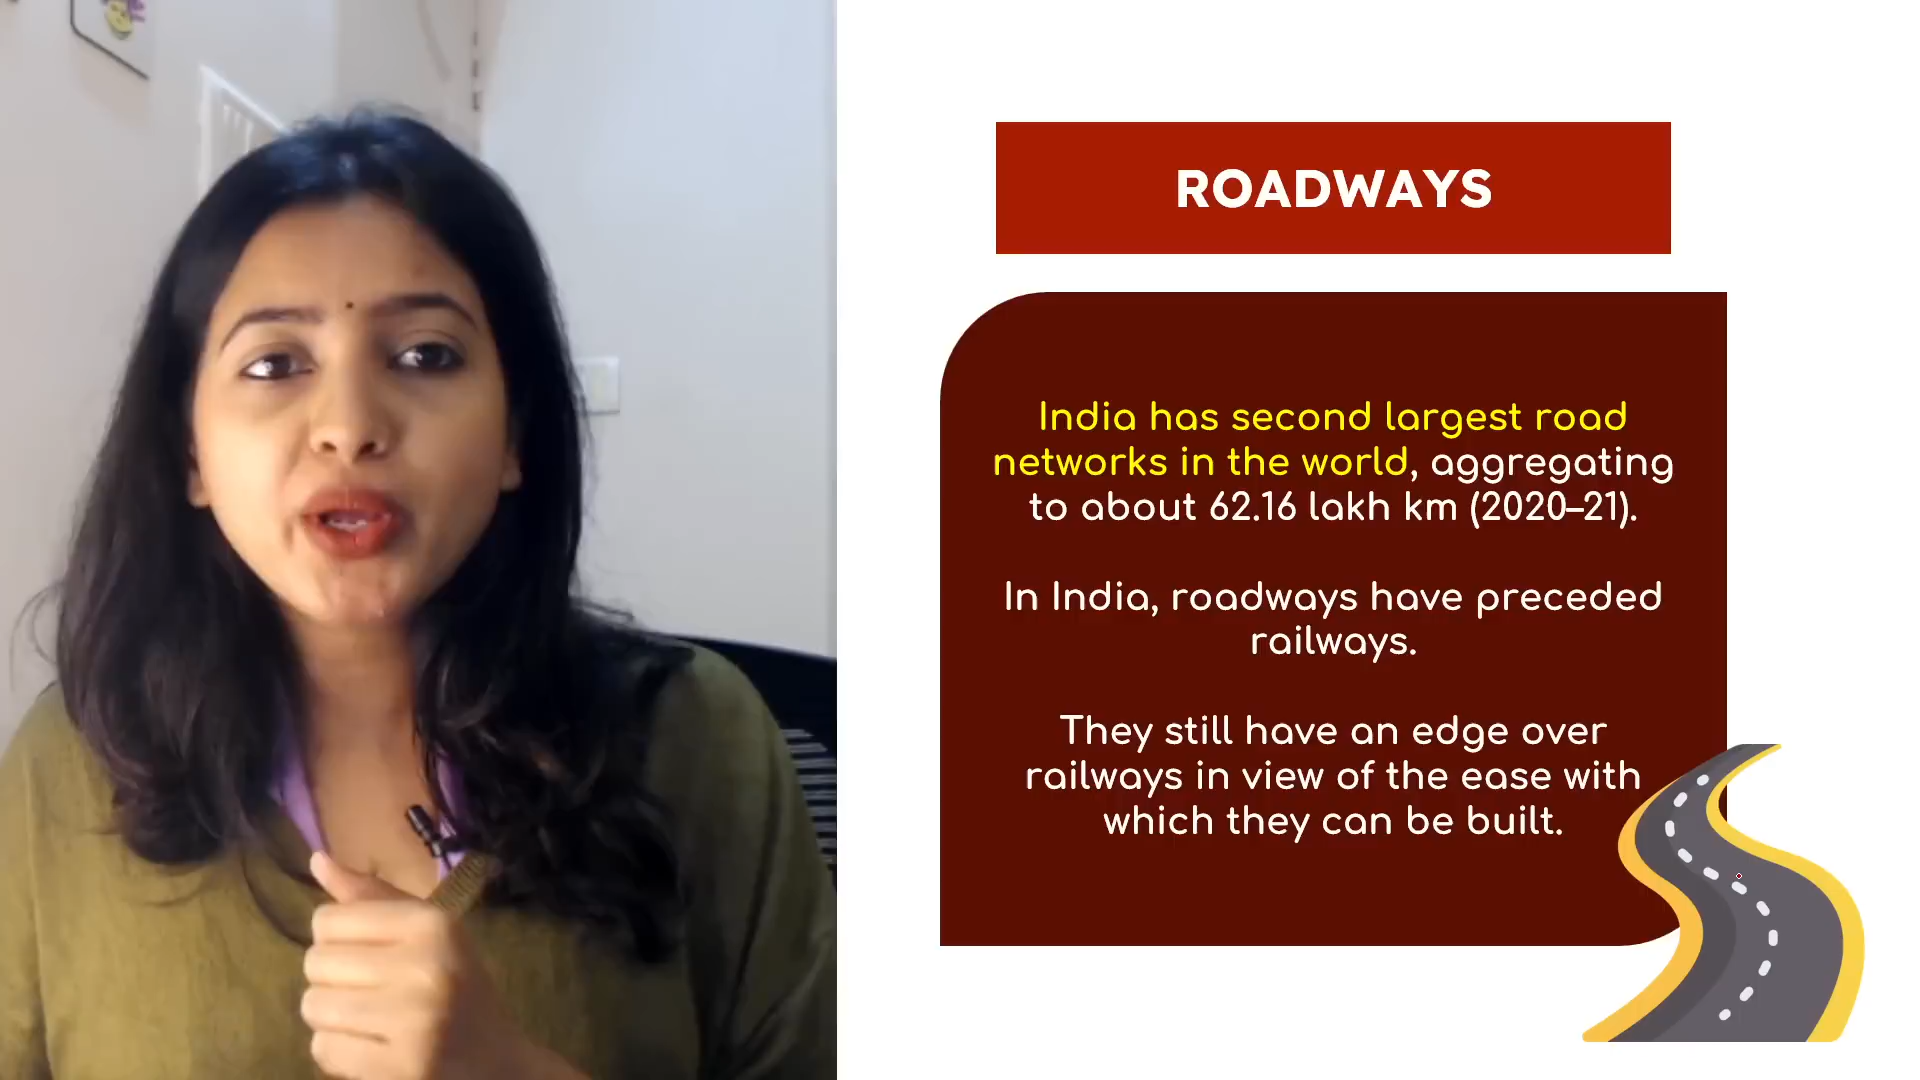 ROADWAYS
India has second largest road
networks in the world, aggregating
to about 62.16 lakh km (2020–21).
In India, roadways have preceded
railways.
They still have an edge over
railways in view of the ease with
which they can be built.